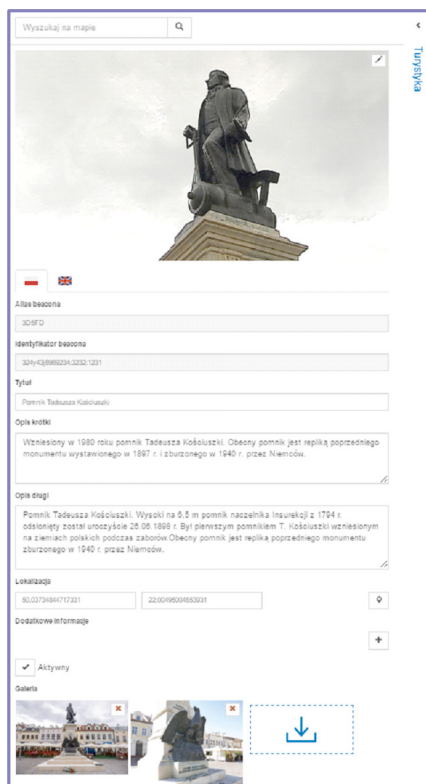 Wyszukaj na mapie
Turystyka
Alias beacona
3D5FD
Identyfikator beacona
Tytuł
Pomnik Tadeusza Kościuszki
Opis krótki
Wzniesiony w 1980 roku pomnik Tadeusza Kościuszki. Obecny pomnik jest repliką poprzedniego
monumentu wystawionego w 1897 r. i zburzonego w 1940 r. przez Niemców.
Opis długi
Pomnik Tadeusza Kościuszki. Wysoki na 6,5 m pomnik naczelnika Insurekcji z 1794 r.
odsłonięty został uroczyście 26.06.1898 r. Był pierwszym pomnikiem T. Kościuszki wzniesionym
na ziemiach polskich podczas zaborów.Obecny pomnik jest repliką poprzedniego monumentu
zburzonego w 1940 r. przez Niemców.
Lokalizacja
Dodatkowe informacje
Aktywny
Galeria